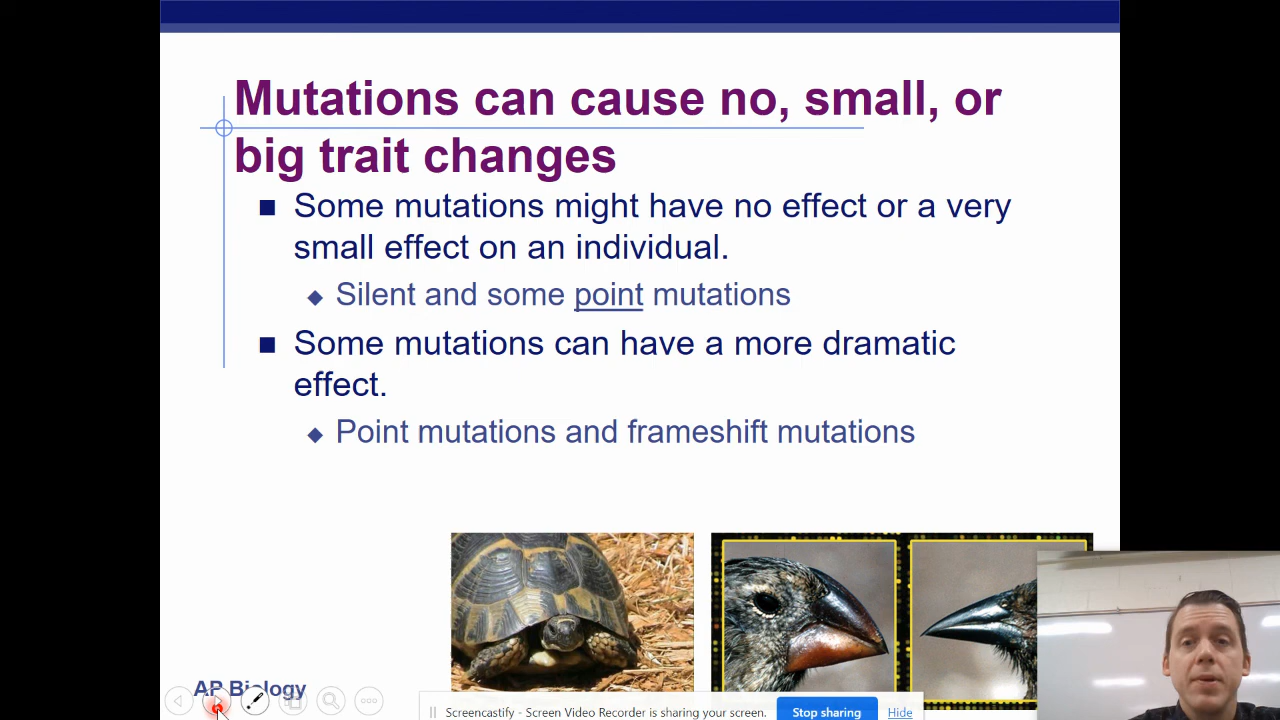 Mutations can cause no, small, or
big trait changes
Some mutations might have no effect or a very
small effect on an individual.
Silent and some point mutations
Some mutations can have a more dramatic
effect.
Point mutations and frameshift mutations
AP Biology
Screencastify - Screen Video Recorder is sharing your screen.
Stop sharing
Hide